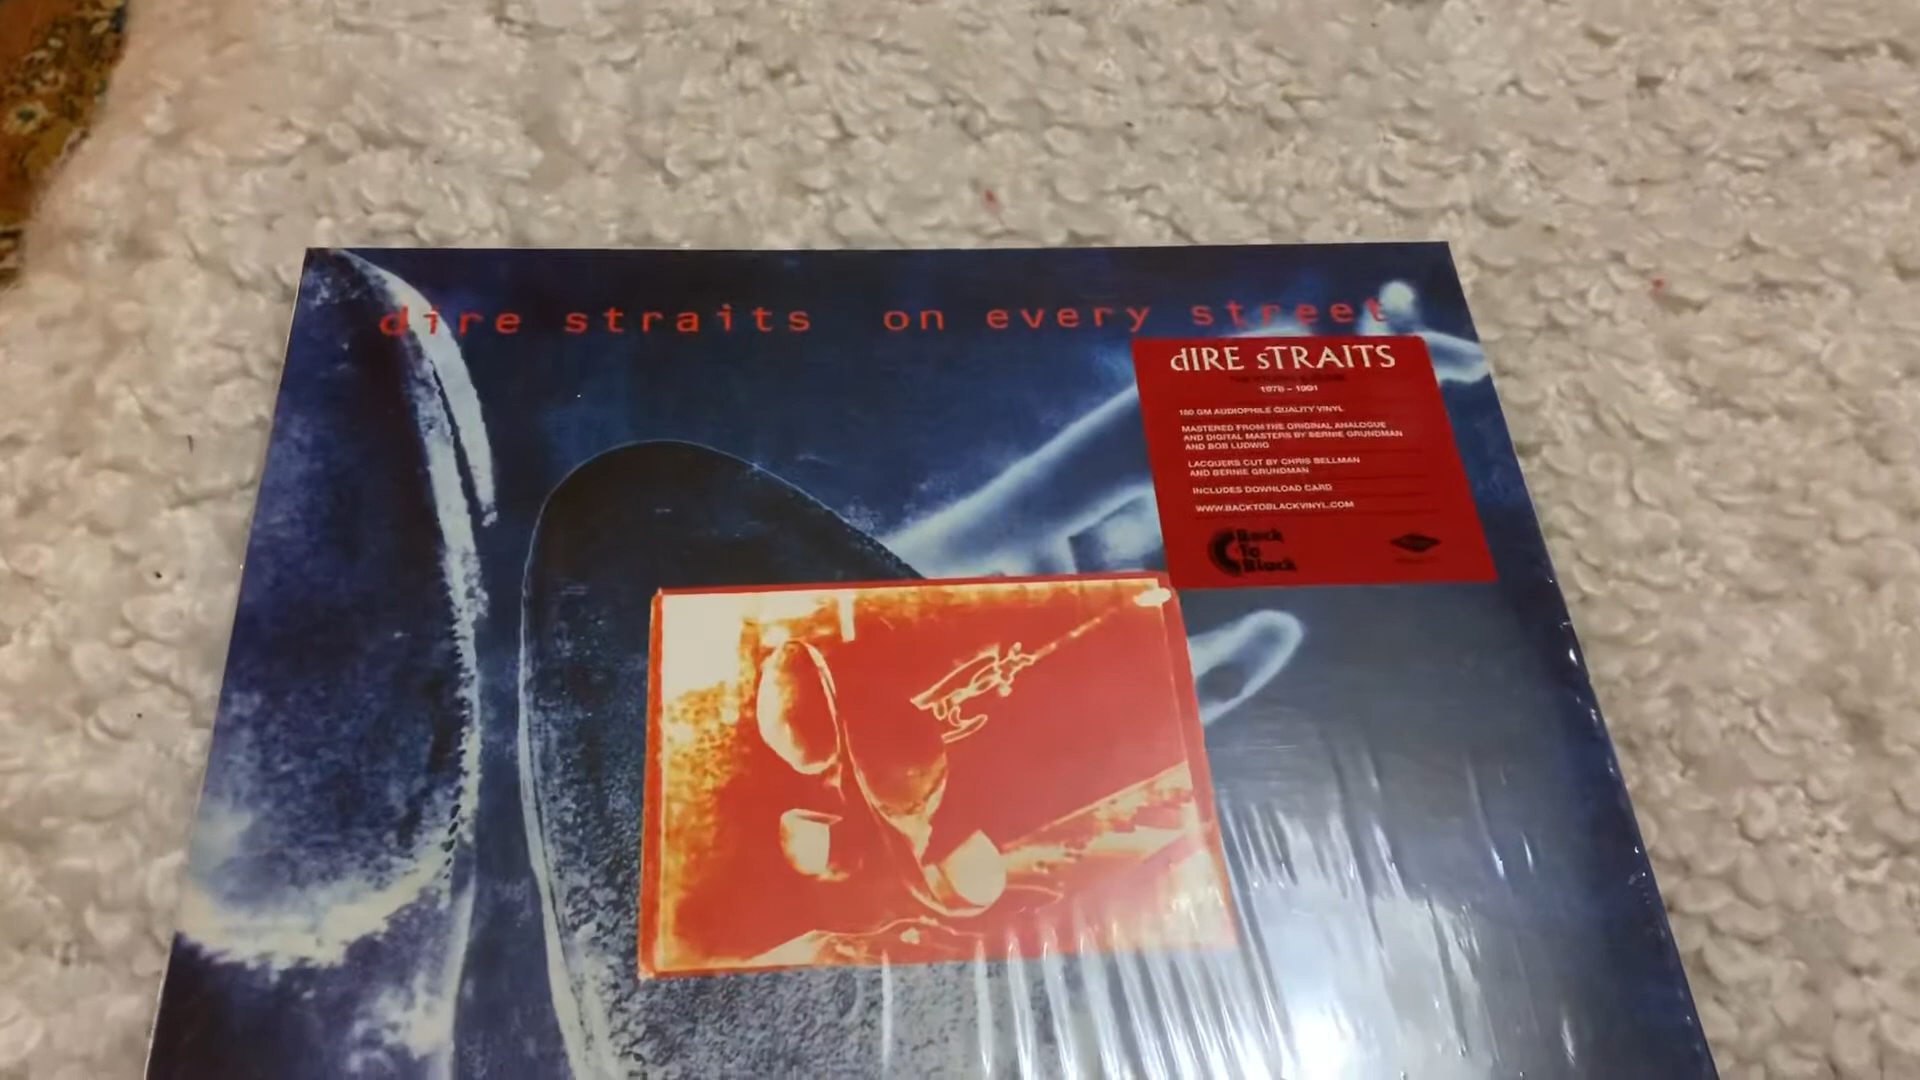 dire straits on every street
dIRE sTRAITS
1978 – 1991
180 GM AUDIOPHILE QUALITY VINYL
MASTERED FROM THE ORIGINAL ANALOGUE
AND DIGITAL MASTERS BY BERNIE GRUNDMAN
AND BOB LUDWIG
LACQUERS CUT BY CHRIS BELLMAN
AND BERNIE GRUNDMAN
INCLUDES DOWNLOAD CARD
WWW.BACKTOBLACKVINYL.COM
Back
To
Black